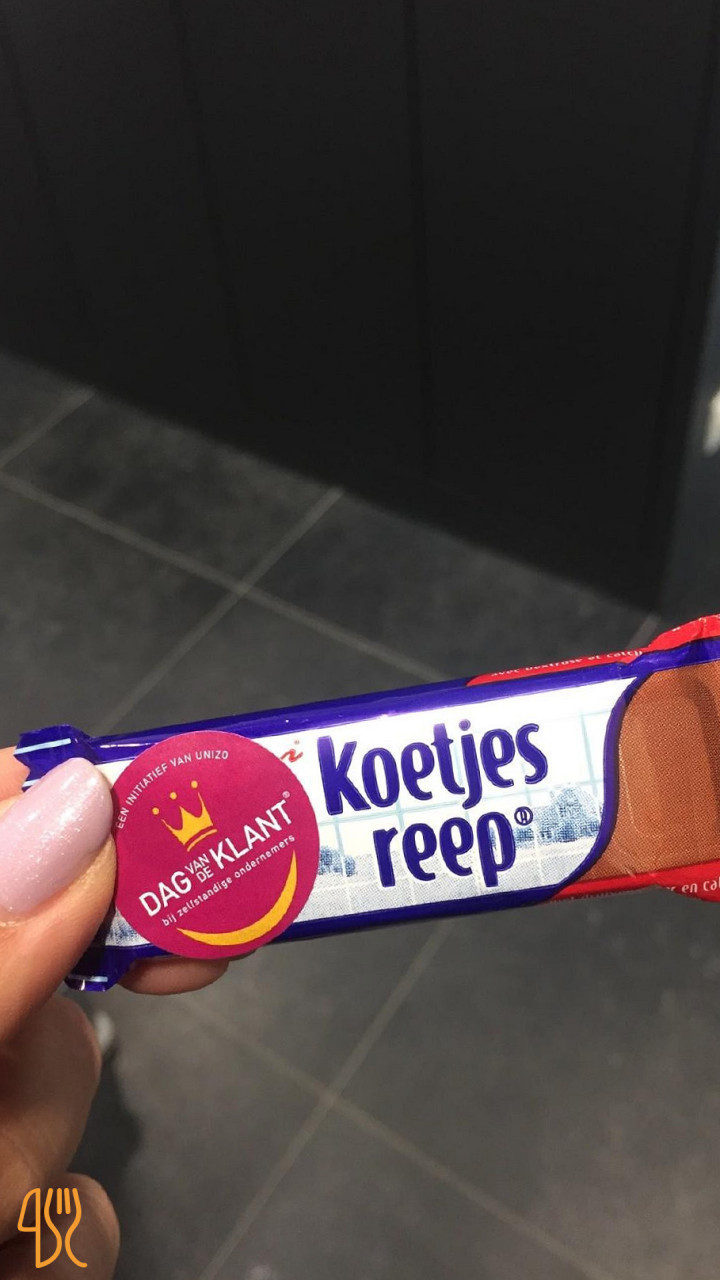 EEN INITIATIEF VAN UNIZO
DAG VAN DE KLANT®
bij zelfstandige ondernemers
Koetjes
reep®